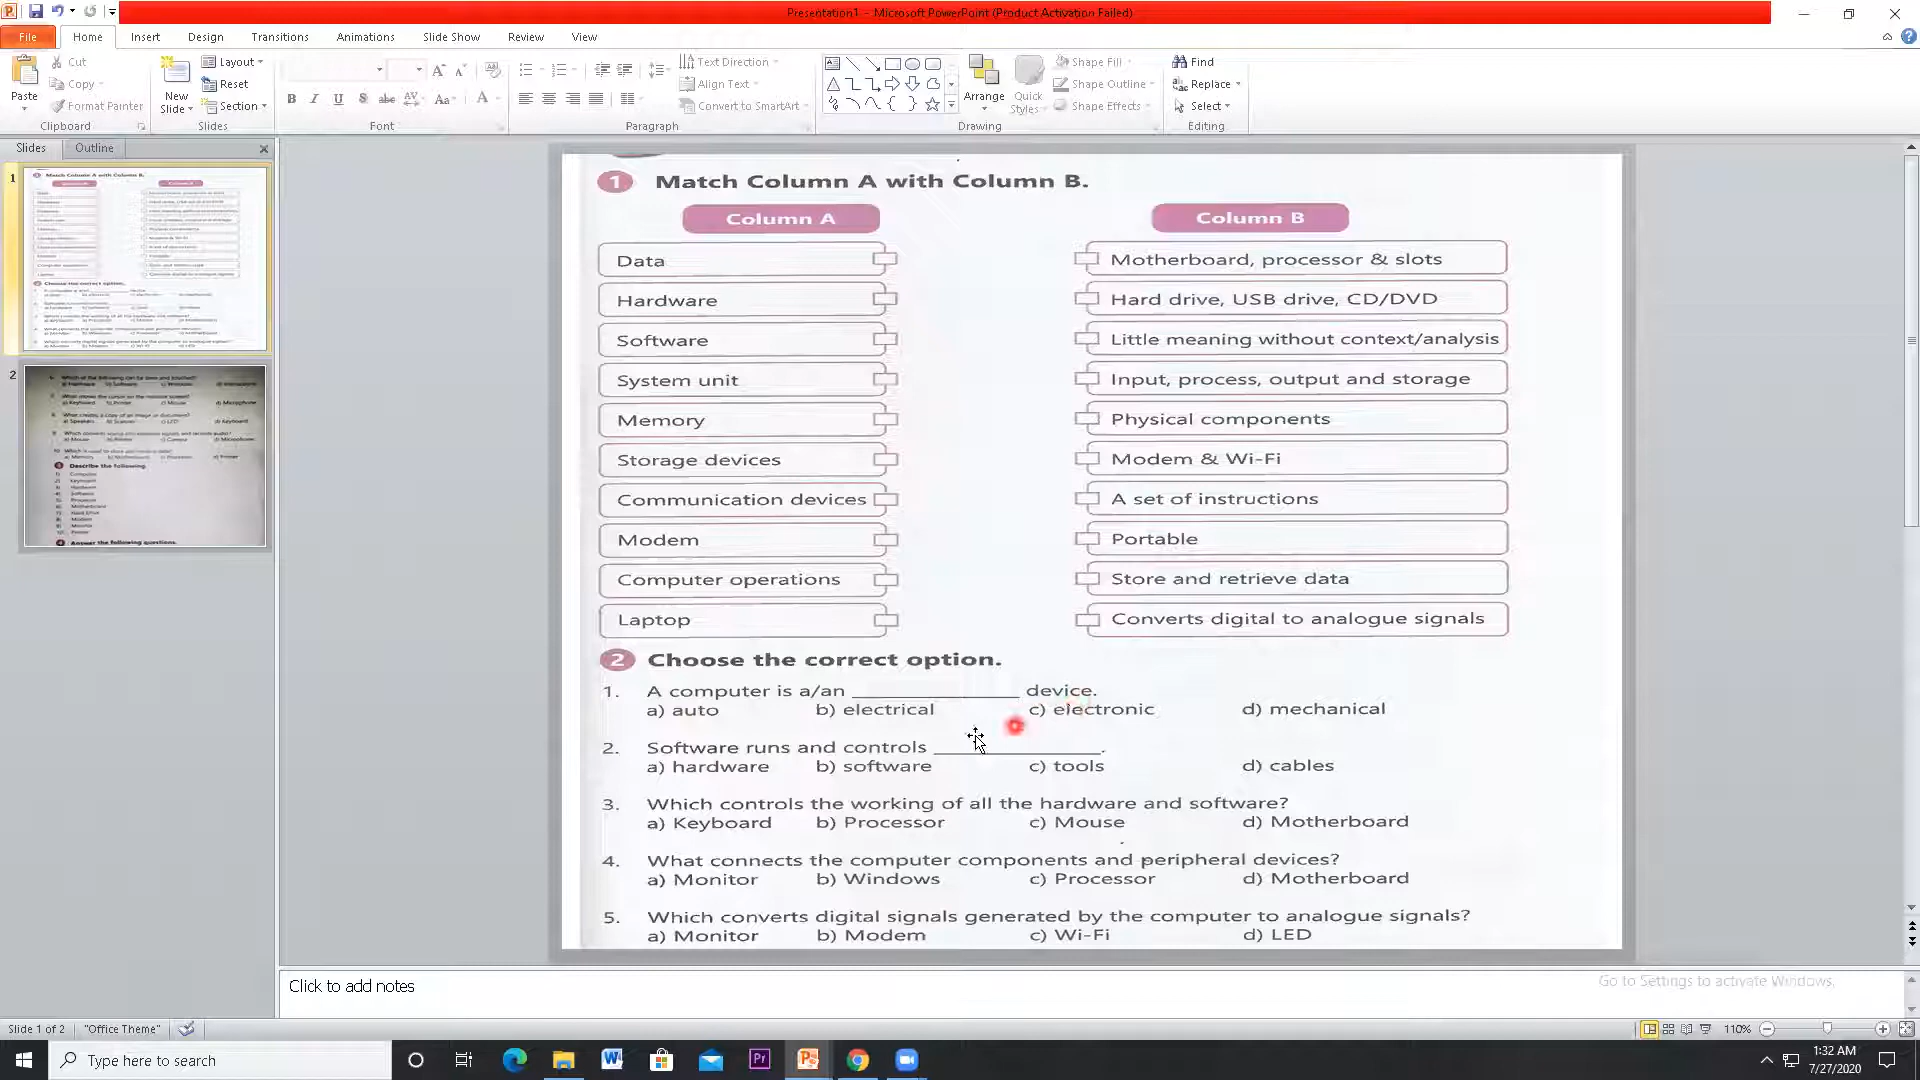 Presentation1 - Microsoft PowerPoint (Product Activation Failed)
File Home Insert Design Transitions Animations Slide Show Review View
Paste Cut Copy Format Painter Clipboard
New Slide Layout Reset Section Slides
Font
Text Direction Align Text Convert to SmartArt Paragraph
Arrange Quick Styles Shape Fill Shape Outline Shape Effects Drawing
Find Replace Select Editing
Slides Outline
1
2
1 Match Column A with Column B.
Column A Column B
Data Motherboard, processor & slots
Hardware Hard drive, USB drive, CD/DVD
Software Little meaning without context/analysis
System unit Input, process, output and storage
Memory Physical components
Storage devices Modem & Wi-Fi
Communication devices A set of instructions
Modem Portable
Computer operations Store and retrieve data
Laptop Converts digital to analogue signals
2 Choose the correct option.
1. A computer is a/an ________________ device.
a) auto b) electrical c) electronic d) mechanical
2. Software runs and controls ________________.
a) hardware b) software c) tools d) cables
3. Which controls the working of all the hardware and software?
a) Keyboard b) Processor c) Mouse d) Motherboard
4. What connects the computer components and peripheral devices?
a) Monitor b) Windows c) Processor d) Motherboard
5. Which converts digital signals generated by the computer to analogue signals?
a) Monitor b) Modem c) Wi-Fi d) LED
Click to add notes
Go to Settings to activate Windows.
Slide 1 of 2 "Office Theme" 110%
Type here to search
1:32 AM
7/27/2020